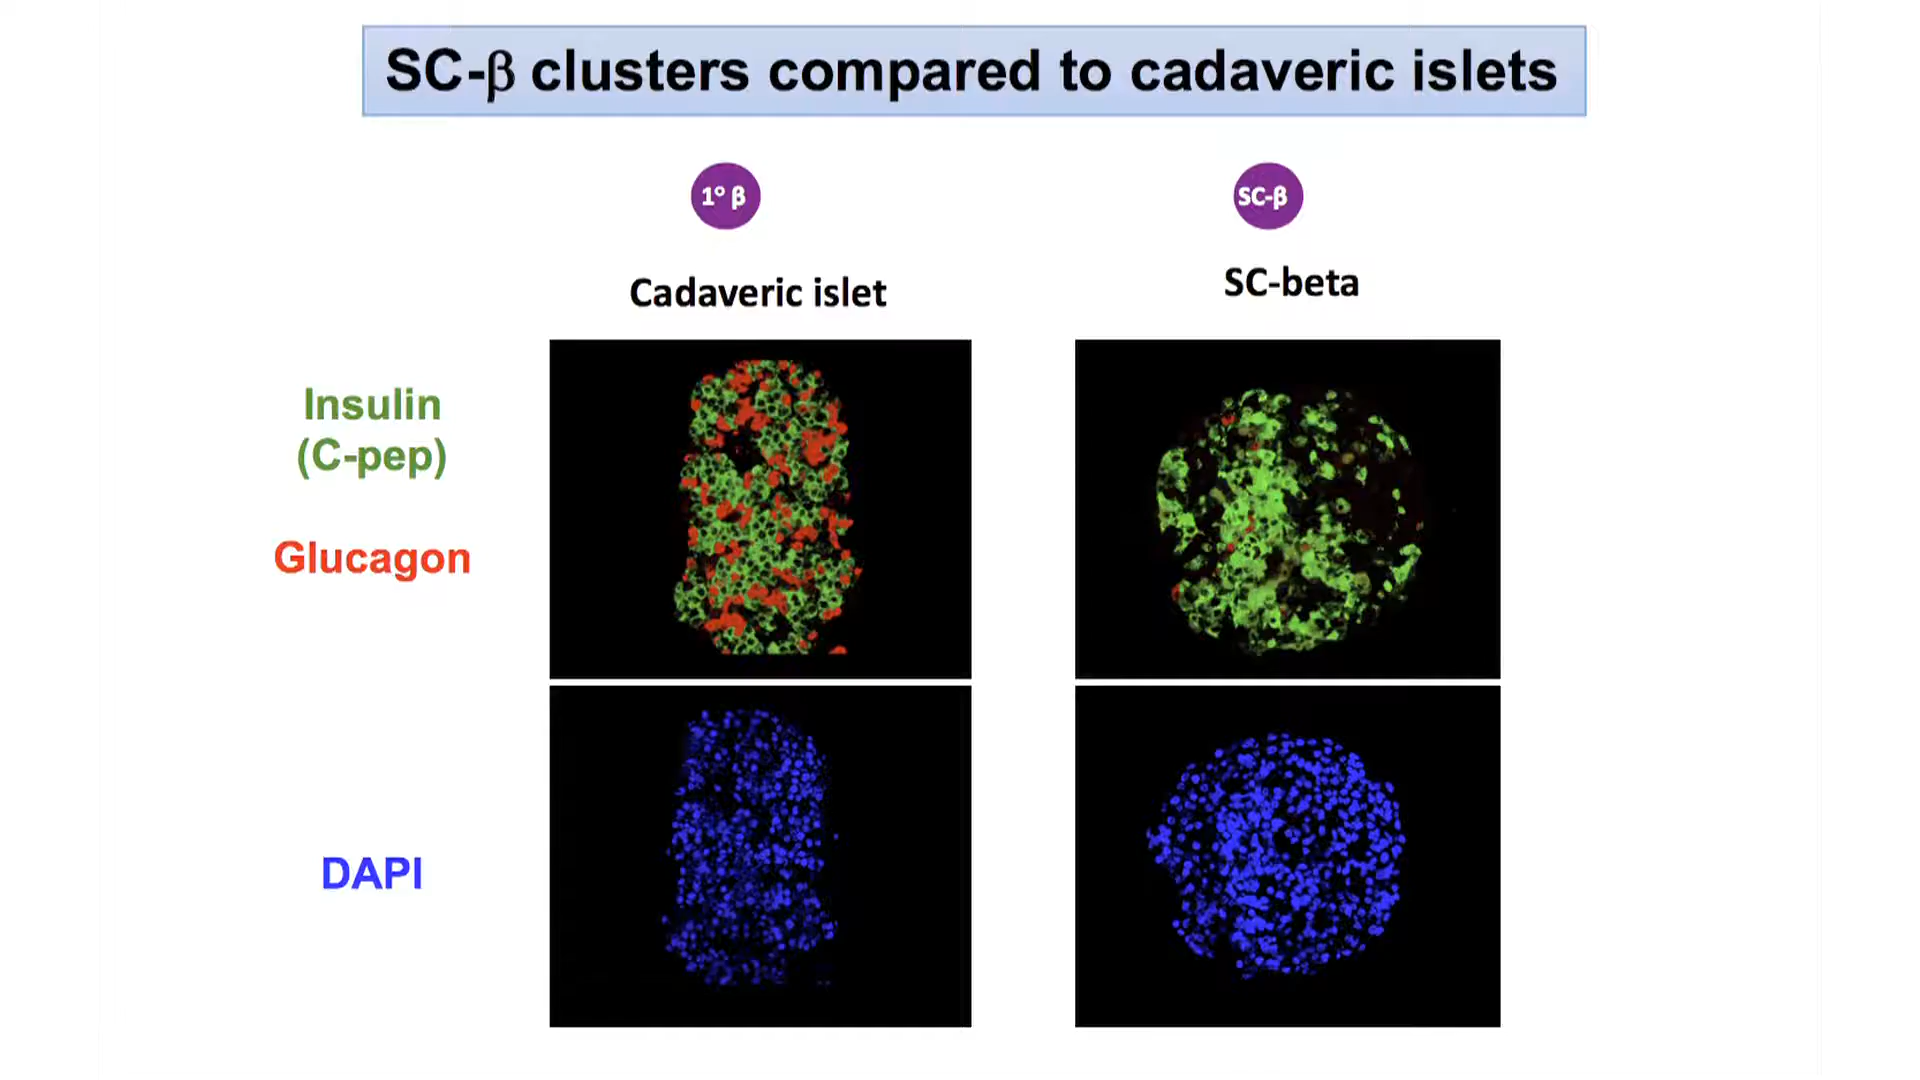 SC-β clusters compared to cadaveric islets
1° β
SC-β
Cadaveric islet
SC-beta
Insulin
(C-pep)
Glucagon
DAPI